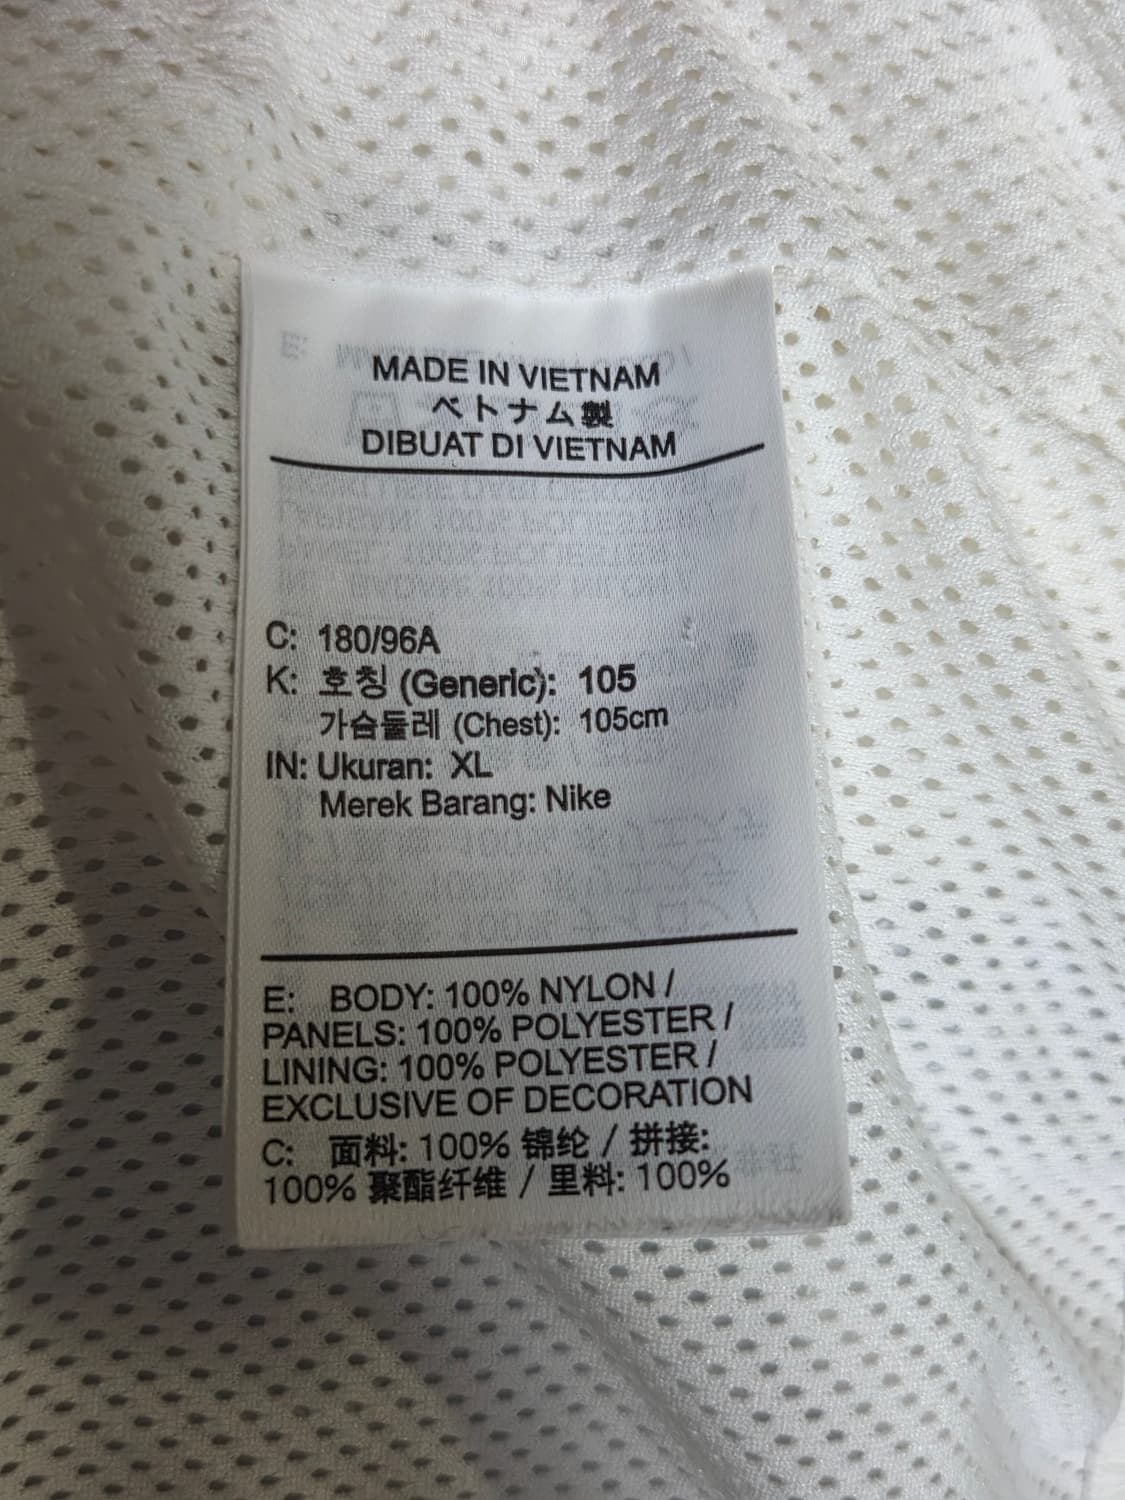 MADE IN VIETNAM
ベトナム製
DIBUAT DI VIETNAM
C: 180/96A
K: 호칭 (Generic): 105
가슴둘레 (Chest): 105cm
IN: Ukuran: XL
Merek Barang: Nike
E: BODY: 100% NYLON /
PANELS: 100% POLYESTER /
LINING: 100% POLYESTER /
EXCLUSIVE OF DECORATION
C: 面料: 100% 锦纶 / 拼接:
100% 聚酯纤维 / 里料: 100%